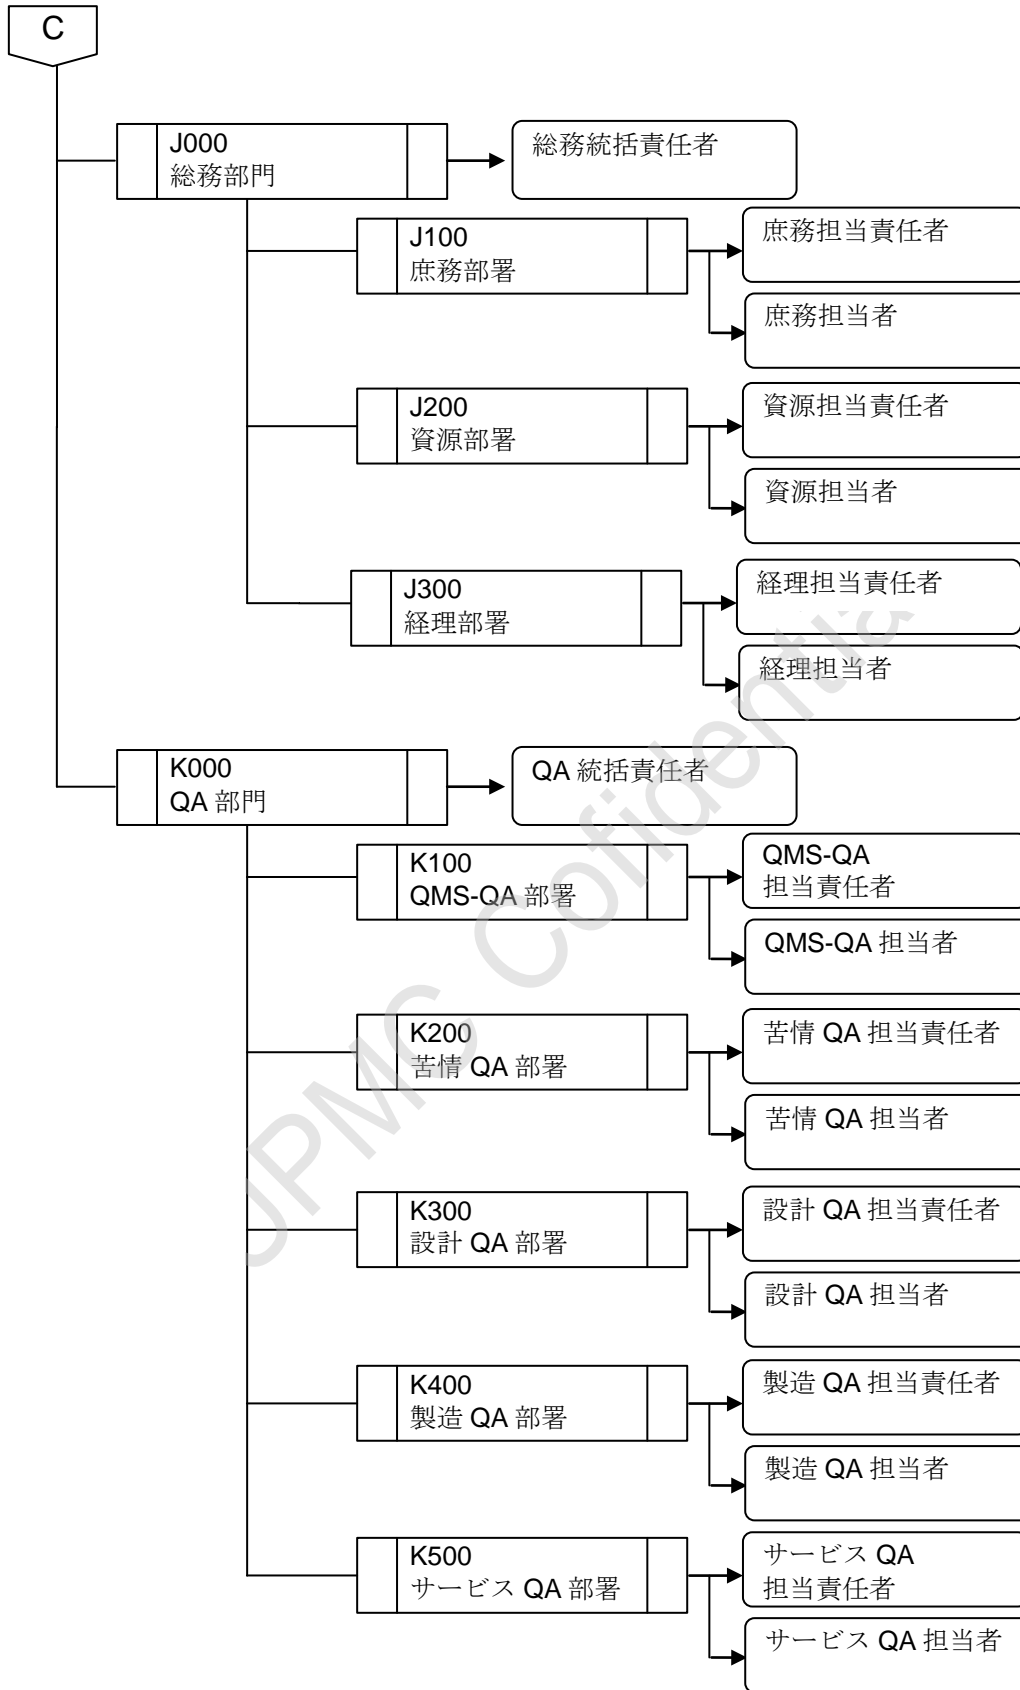 C
J000
総務部門
総務統括責任者
J100
庶務部署
庶務担当責任者
庶務担当者
J200
資源部署
資源担当責任者
資源担当者
J300
経理部署
経理担当責任者
経理担当者
K000
QA 部門
QA 統括責任者
K100
QMS-QA 部署
QMS-QA
担当責任者
QMS-QA 担当者
K200
苦情 QA 部署
苦情 QA 担当責任者
苦情 QA 担当者
K300
設計 QA 部署
設計 QA 担当責任者
設計 QA 担当者
K400
製造 QA 部署
製造 QA 担当責任者
製造 QA 担当者
K500
サービス QA 部署
サービス QA
担当責任者
サービス QA 担当者
JPMC Cofidential